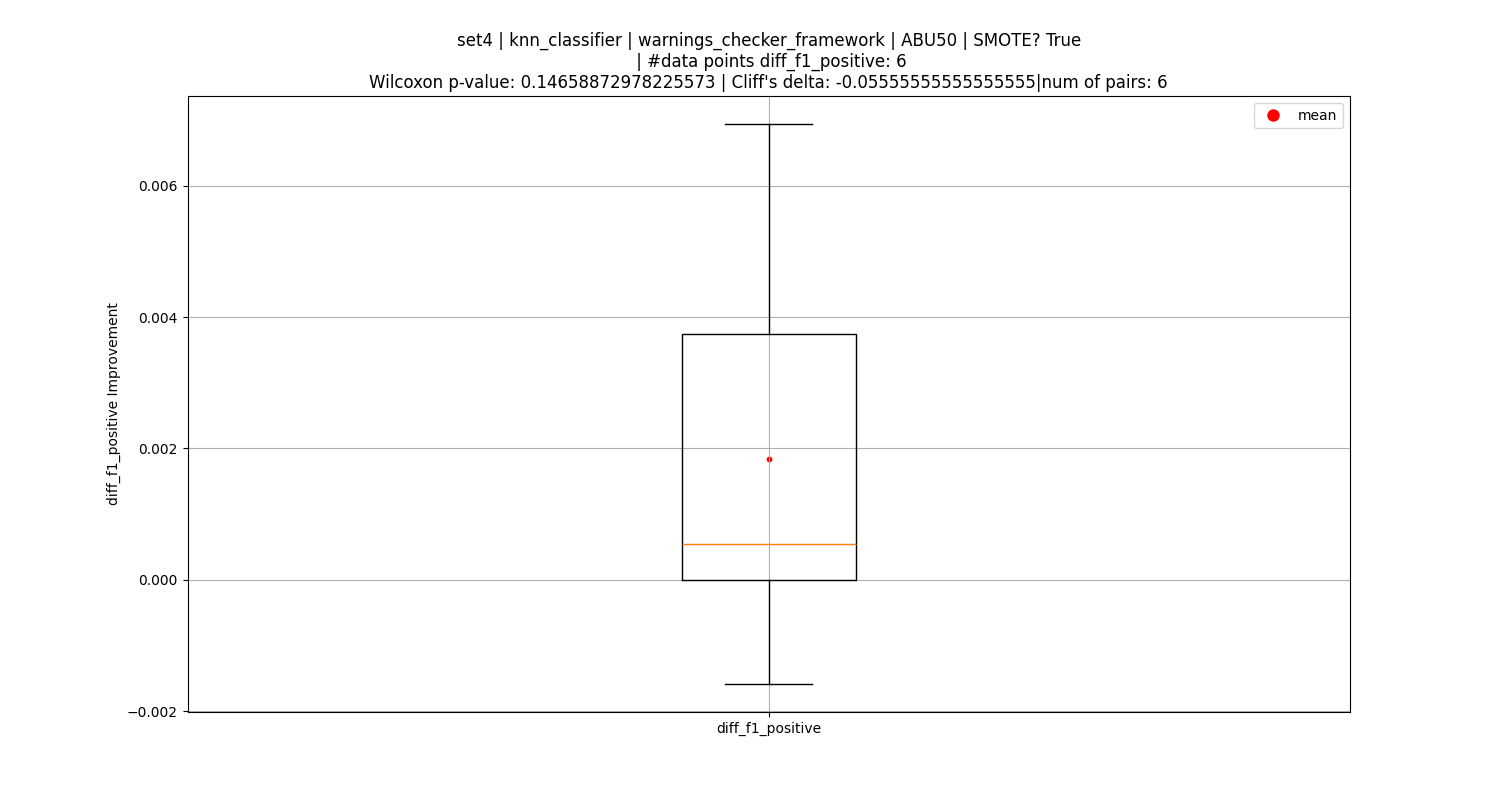 set4 | knn_classifier | warnings_checker_framework | ABU50 | SMOTE? True
| #data points diff_f1_positive: 6
Wilcoxon p-value: 0.14658872978225573 | Cliff's delta: -0.05555555555555555|num of pairs: 6
mean
0.006
0.004
0.002
0.000
−0.002
diff_f1_positive Improvement
diff_f1_positive